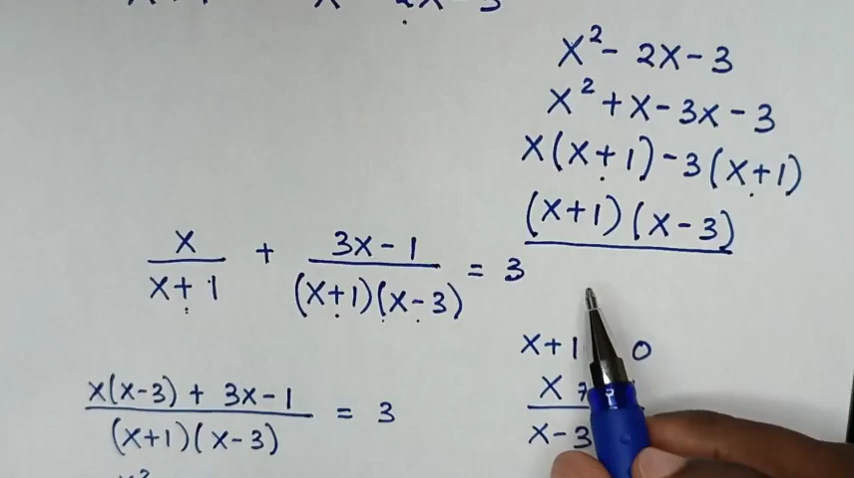 x² - 2x - 3
x² + x - 3x - 3
x(x+1) - 3(x+1)
(x+1)(x-3)
x/(x+1) + (3x-1)/((x+1)(x-3)) = 3
(x(x-3) + 3x - 1)/((x+1)(x-3)) = 3
x+1 0
x ≠
x-3